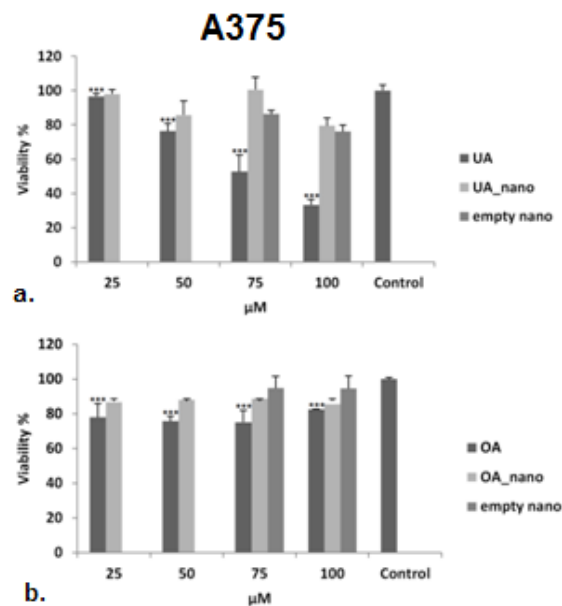 A375
120
100
80
60
40
20
0
Viability %
***
***
***
***
25 50 75 100 Control
µM
UA
UA_nano
empty nano
a.
120
100
80
60
40
20
0
Viability %
***
***
***
***
25 50 75 100 Control
µM
OA
OA_nano
empty nano
b.